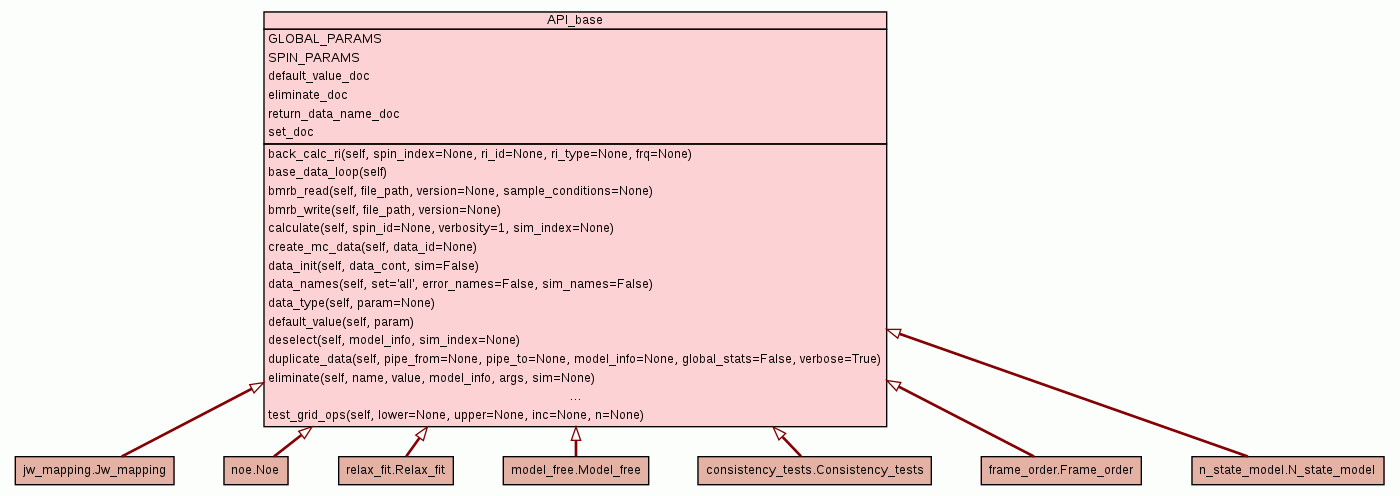 API_base
GLOBAL_PARAMS
SPIN_PARAMS
default_value_doc
eliminate_doc
return_data_name_doc
set_doc
back_calc_ri(self, spin_index=None, ri_id=None, ri_type=None, frq=None)
base_data_loop(self)
bmrb_read(self, file_path, version=None, sample_conditions=None)
bmrb_write(self, file_path, version=None)
calculate(self, spin_id=None, verbosity=1, sim_index=None)
create_mc_data(self, data_id=None)
data_init(self, data_cont, sim=False)
data_names(self, set='all', error_names=False, sim_names=False)
data_type(self, param=None)
default_value(self, param)
deselect(self, model_info, sim_index=None)
duplicate_data(self, pipe_from=None, pipe_to=None, model_info=None, global_stats=False, verbose=True)
eliminate(self, name, value, model_info, args, sim=None)
...
test_grid_ops(self, lower=None, upper=None, inc=None, n=None)
jw_mapping.Jw_mapping
noe.Noe
relax_fit.Relax_fit
model_free.Model_free
consistency_tests.Consistency_tests
frame_order.Frame_order
n_state_model.N_state_model